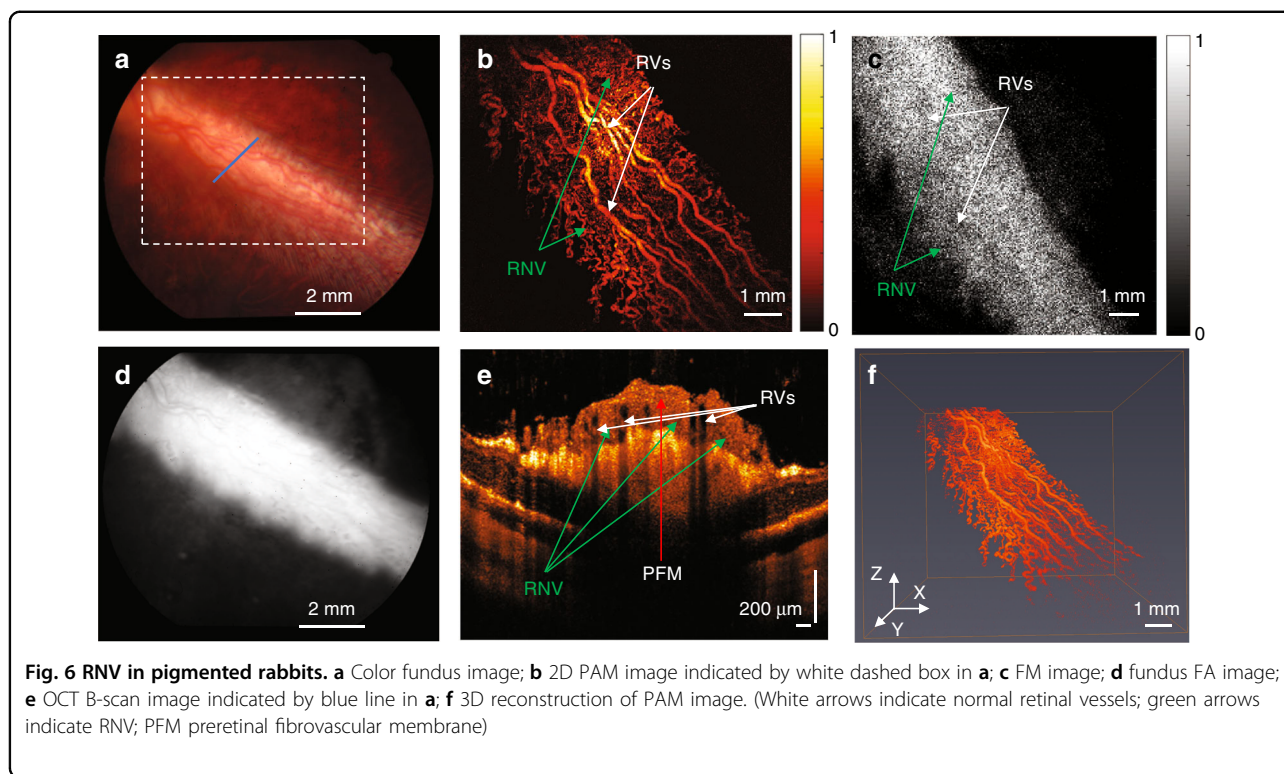 a
2 mm
b
RVs
RNV
1 mm
1
0
c
RVs
RNV
1 mm
1
0
d
2 mm
e
RVs
RNV
PFM
200 µm
f
Z
X
Y
1 mm
Fig. 6 RNV in pigmented rabbits. a Color fundus image; b 2D PAM image indicated by white dashed box in a; c FM image; d fundus FA image;
e OCT B-scan image indicated by blue line in a; f 3D reconstruction of PAM image. (White arrows indicate normal retinal vessels; green arrows
indicate RNV; PFM preretinal fibrovascular membrane)